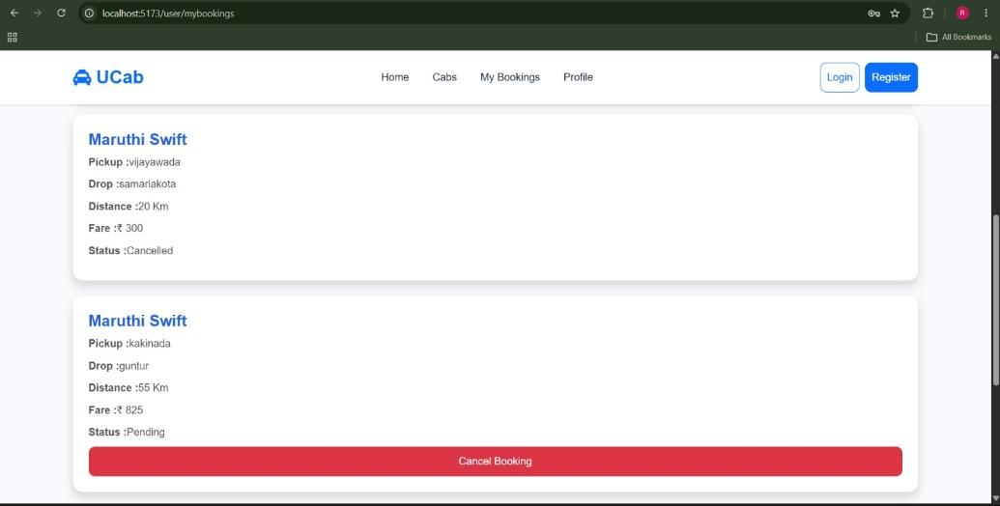 localhost:5173/user/mybookings
R
All Bookmarks
UCab
Home Cabs My Bookings Profile
Login Register
Maruthi Swift
Pickup :vijayawada
Drop :samarlakota
Distance :20 Km
Fare :₹ 300
Status :Cancelled
Maruthi Swift
Pickup :kakinada
Drop :guntur
Distance :55 Km
Fare :₹ 825
Status :Pending
Cancel Booking